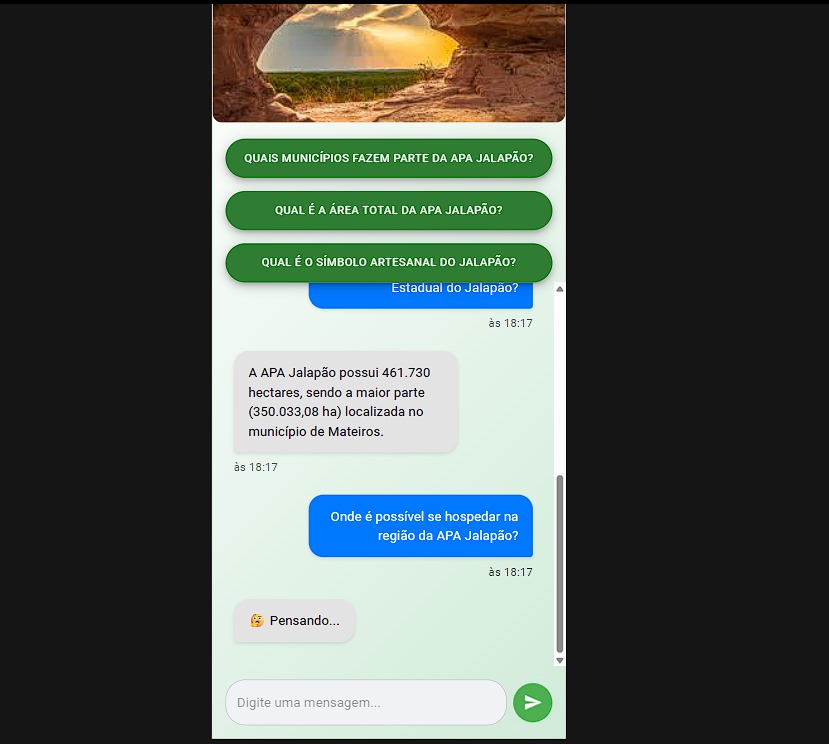 QUAIS MUNICÍPIOS FAZEM PARTE DA APA JALAPÃO?
QUAL É A ÁREA TOTAL DA APA JALAPÃO?
QUAL É O SÍMBOLO ARTESANAL DO JALAPÃO?
Estadual do Jalapão?
às 18:17
A APA Jalapão possui 461.730
hectares, sendo a maior parte
(350.033,08 ha) localizada no
município de Mateiros.
às 18:17
Onde é possível se hospedar na
região da APA Jalapão?
às 18:17
🤔 Pensando...
Digite uma mensagem...